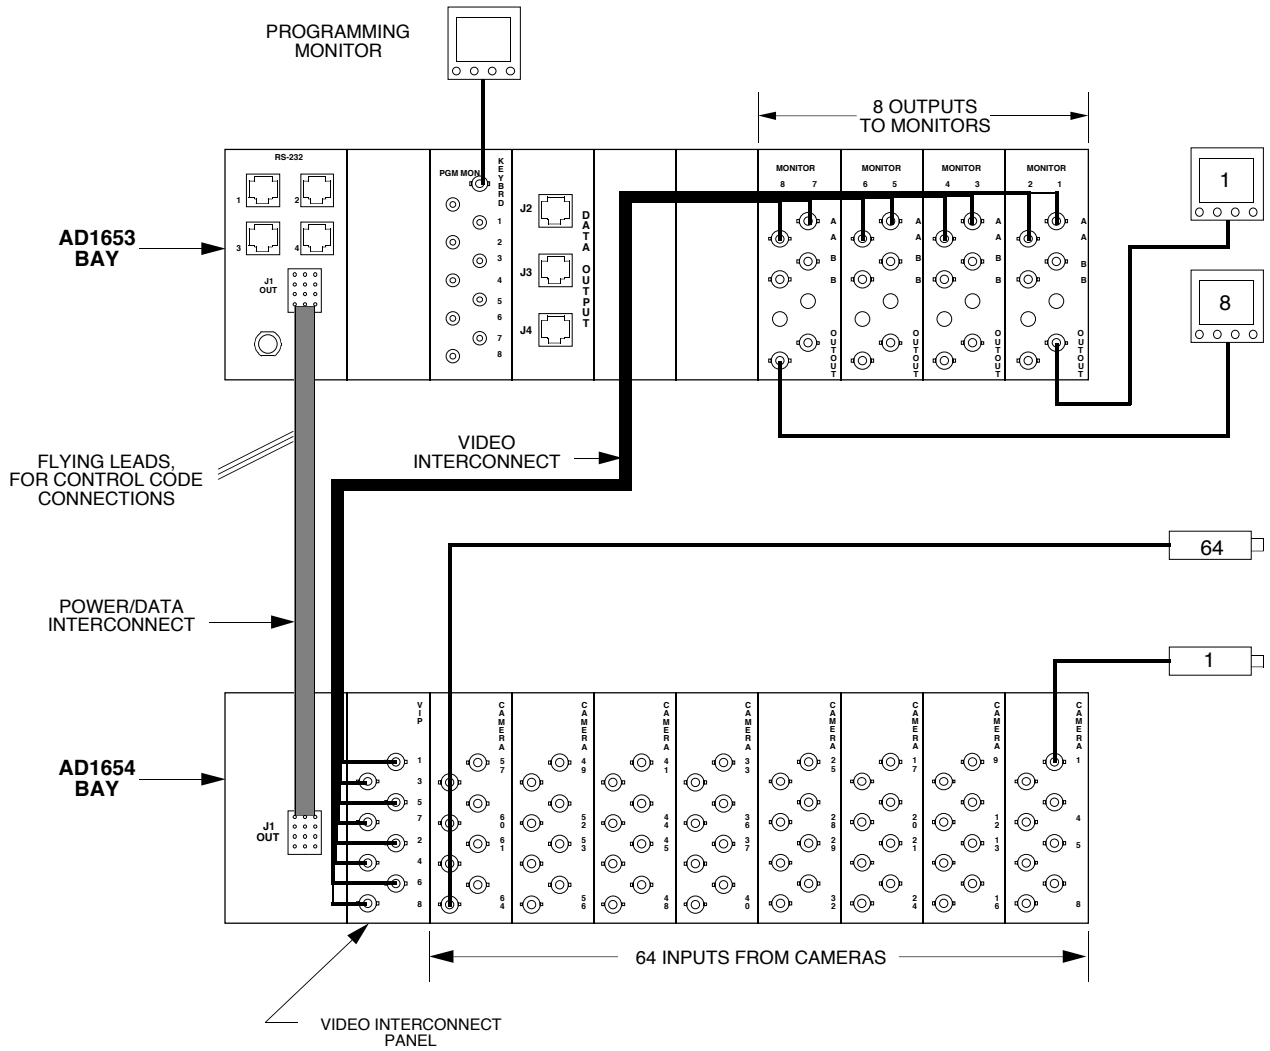 PROGRAMMING
MONITOR
8 OUTPUTS
TO MONITORS
AD1653
BAY
RS-232
1
2
3
4
J1
OUT
PGM MON
KEYBRD
1
2
3
4
5
6
7
8
J2
J3
J4
DATA OUTPUT
MONITOR
8 7
A
A
B
B
OUTOUT
MONITOR
6 5
A
A
B
B
OUTOUT
MONITOR
4 3
A
A
B
B
OUTOUT
MONITOR
2 1
A
A
B
B
OUTOUT
1
8
FLYING LEADS,
FOR CONTROL CODE
CONNECTIONS
VIDEO
INTERCONNECT
64
1
POWER/DATA
INTERCONNECT
AD1654
BAY
J1
OUT
VIP
1
3
5
7
2
4
6
8
CAMERA
57
60
61
64
CAMERA
49
52
53
56
CAMERA
41
44
45
48
CAMERA
33
36
37
40
CAMERA
25
28
29
32
CAMERA
17
20
21
24
CAMERA
9
12
13
16
CAMERA
1
4
5
8
64 INPUTS FROM CAMERAS
VIDEO INTERCONNECT
PANEL